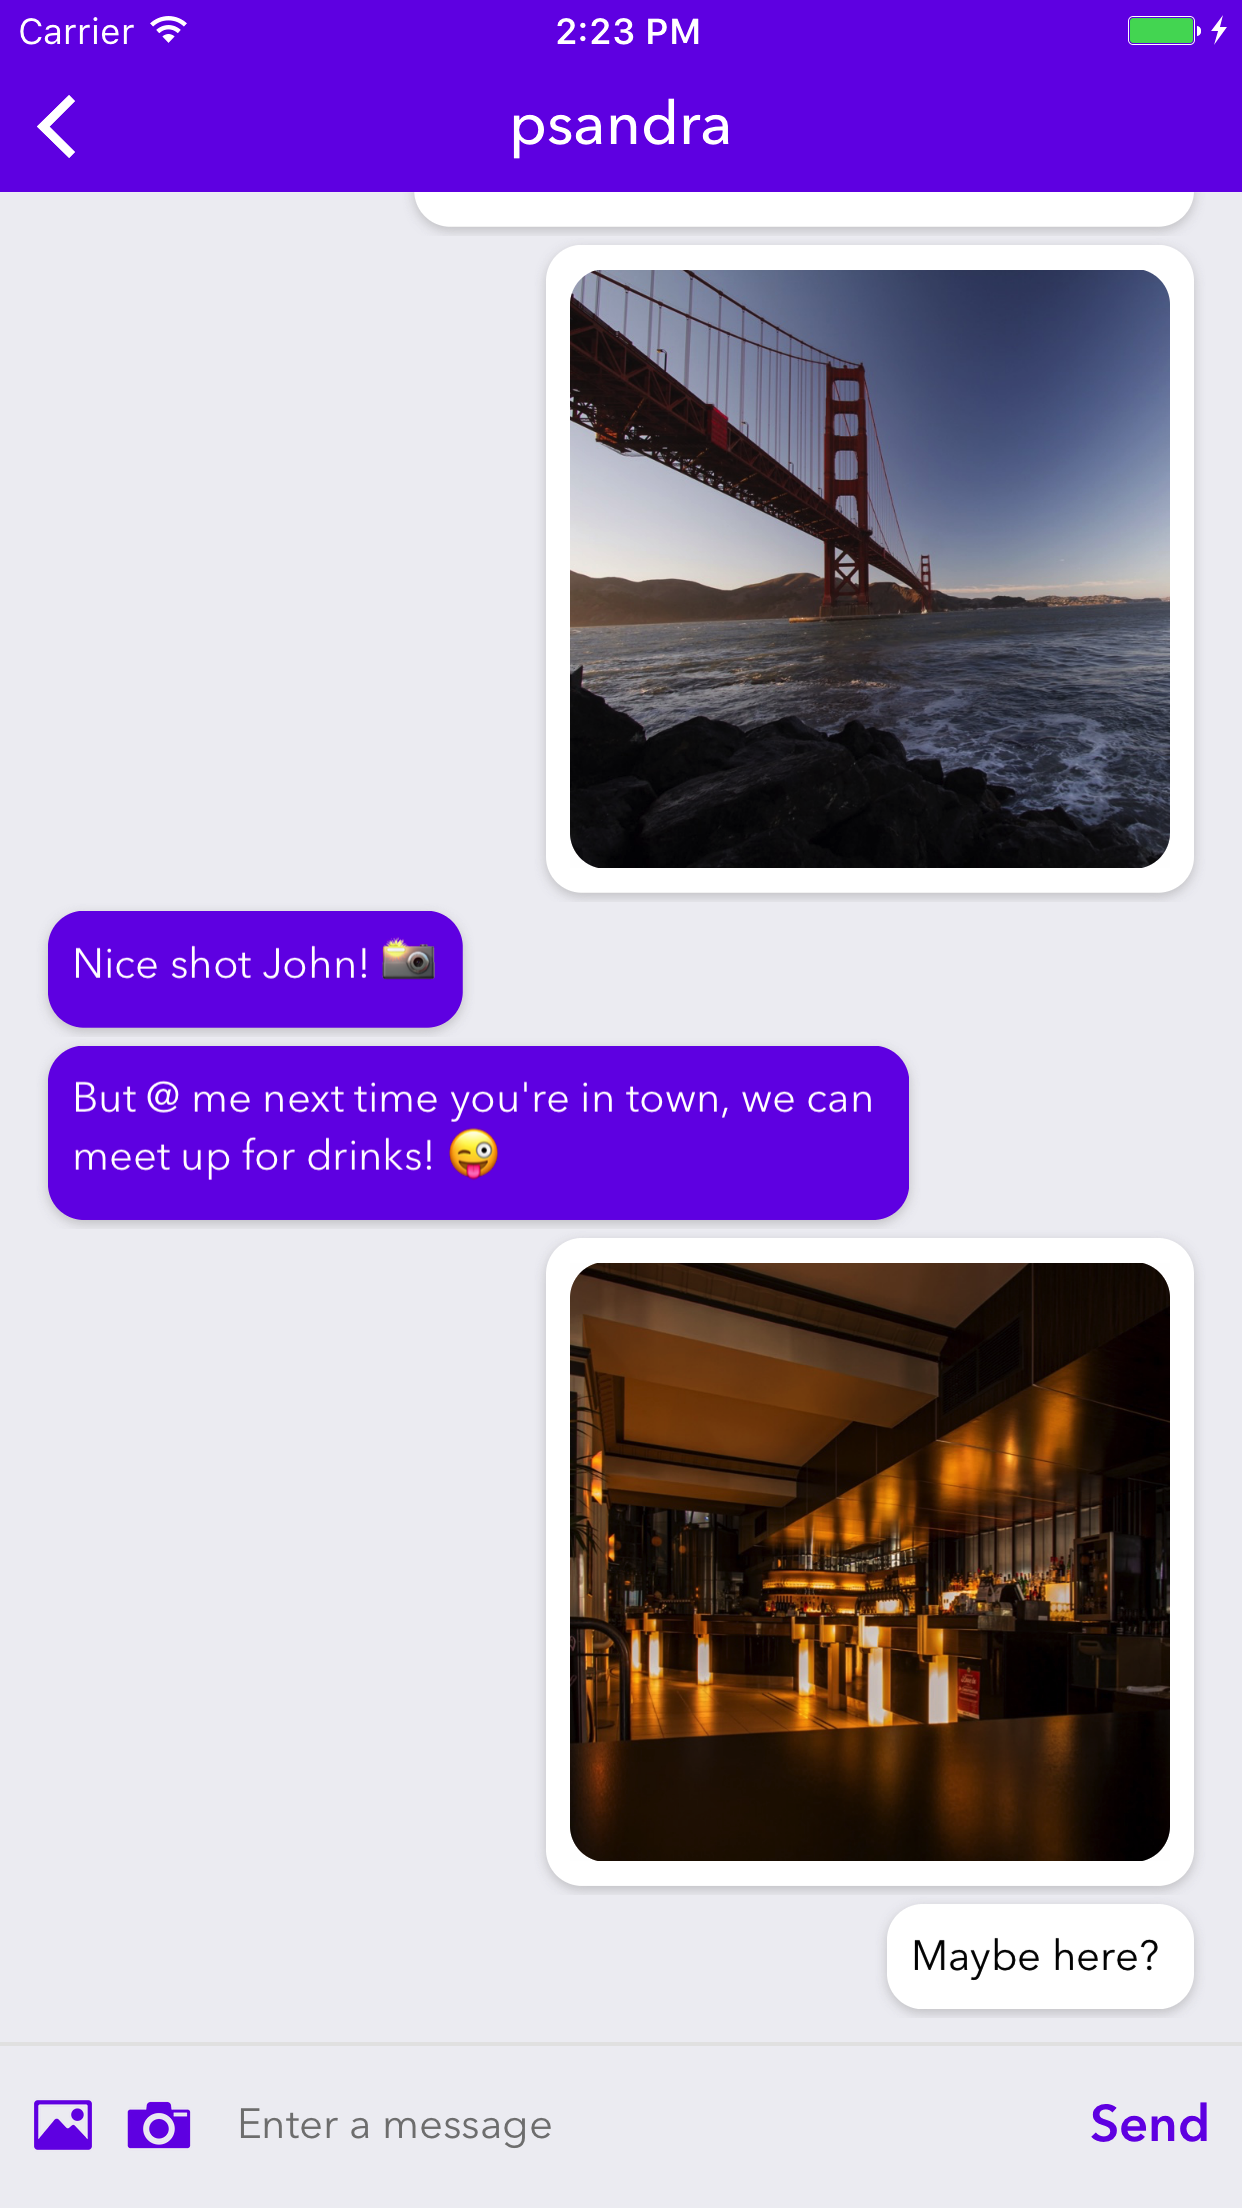 Carrier 2:23 PM
psandra
Nice shot John! 📸
But @ me next time you're in town, we can
meet up for drinks! 😜
Maybe here?
Enter a message Send